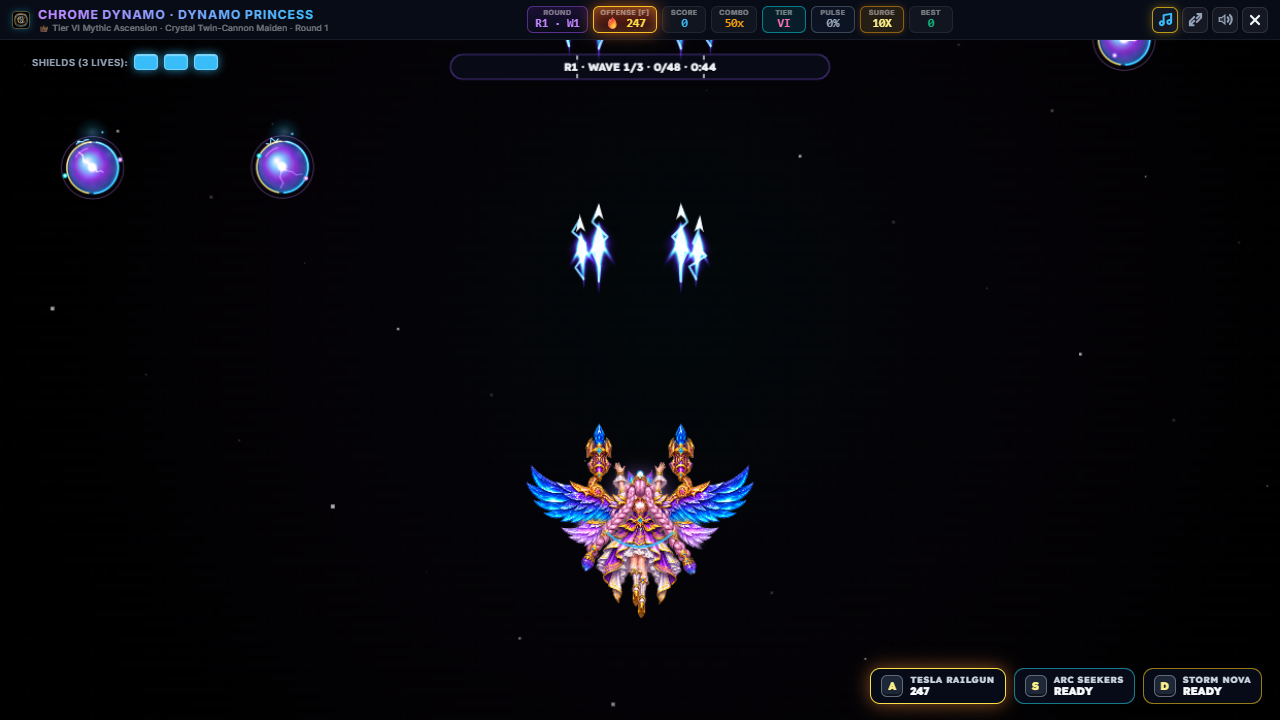 CHROME DYNAMO · DYNAMO PRINCESS
Tier VI Mythic Ascension - Crystal Twin-Cannon Maiden - Round 1
ROUND
R1 · W1
OFFENSE [F]
247
SCORE
0
COMBO
50x
TIER
VI
PULSE
0%
SURGE
10X
BEST
0
SHIELDS (3 LIVES):
R1 · WAVE 1/3 · 0/48 · 0:44
A
TESLA RAILGUN
247
S
ARC SEEKERS
READY
D
STORM NOVA
READY